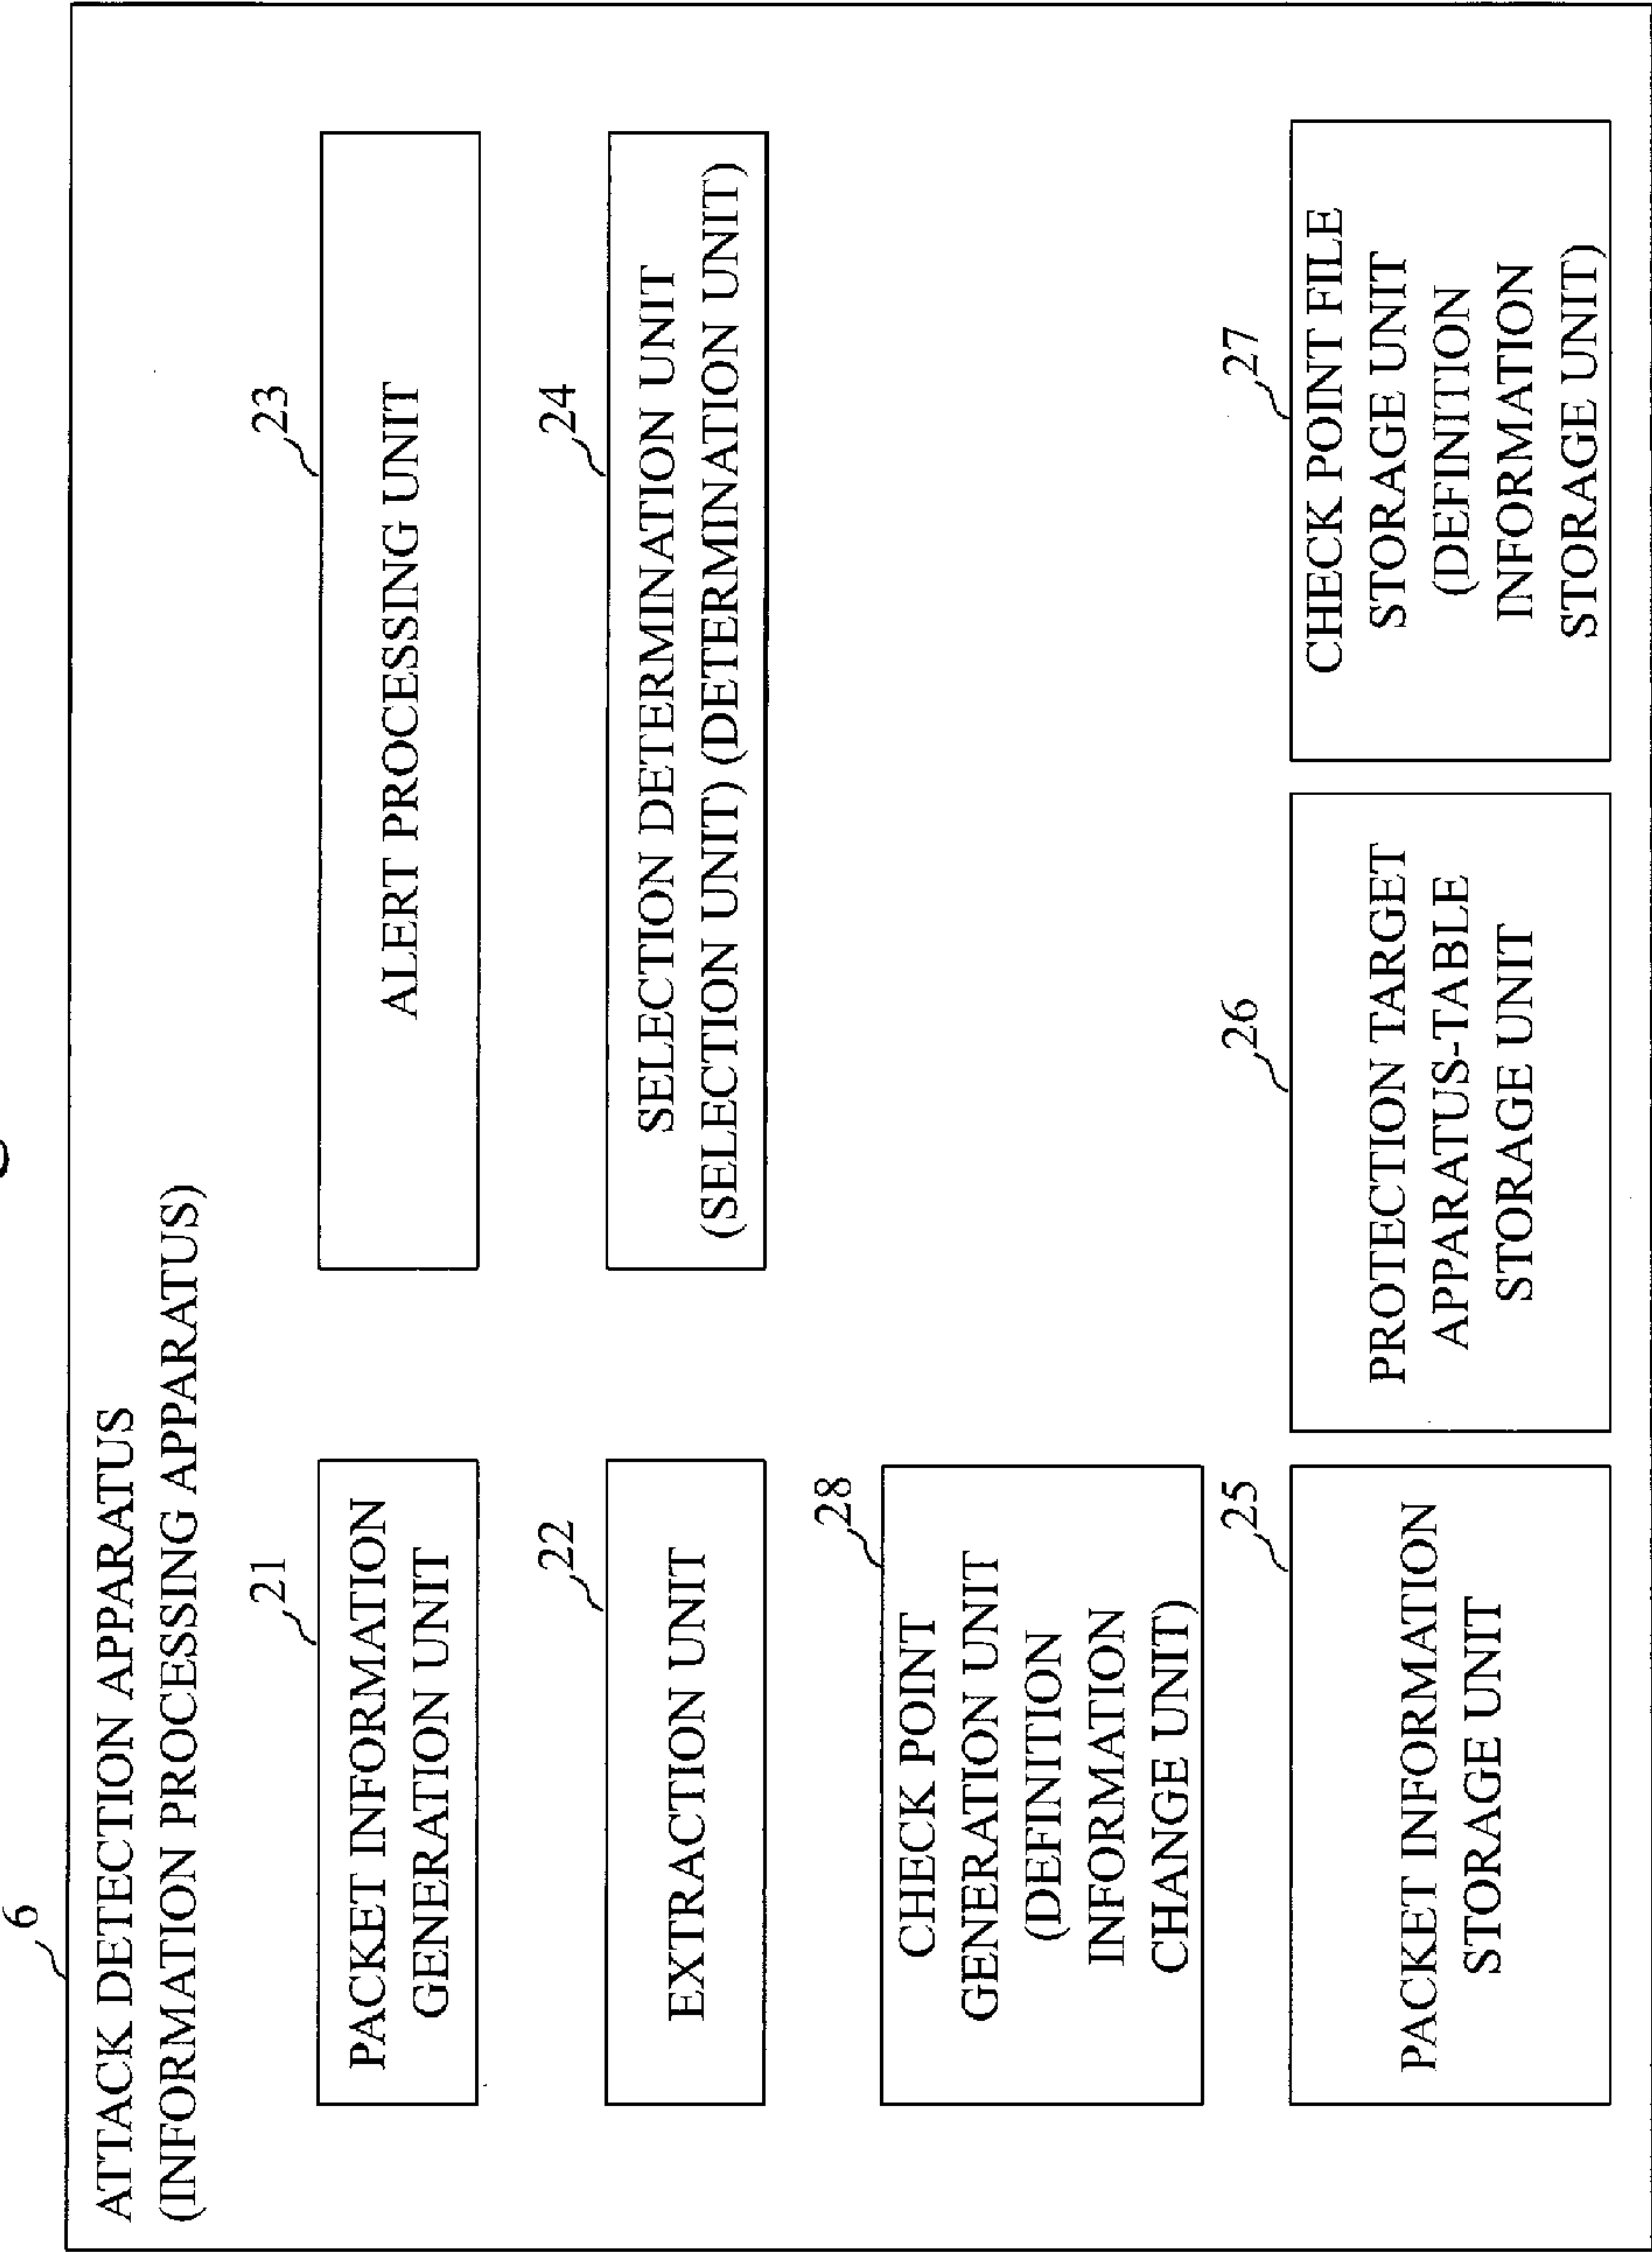 6
ATTACK DETECTION APPARATUS
(INFORMATION PROCESSING APPARATUS)
21
PACKET INFORMATION
GENERATION UNIT
23
ALERT PROCESSING UNIT
22
EXTRACTION UNIT
24
SELECTION DETERMINATION UNIT
(SELECTION UNIT) (DETERMINATION UNIT)
28
CHECK POINT
GENERATION UNIT
(DEFINITION
INFORMATION
CHANGE UNIT)
25
PACKET INFORMATION
STORAGE UNIT
26
PROTECTION TARGET
APPARATUS-TABLE
STORAGE UNIT
27
CHECK POINT FILE
STORAGE UNIT
(DEFINITION
INFORMATION
STORAGE UNIT)